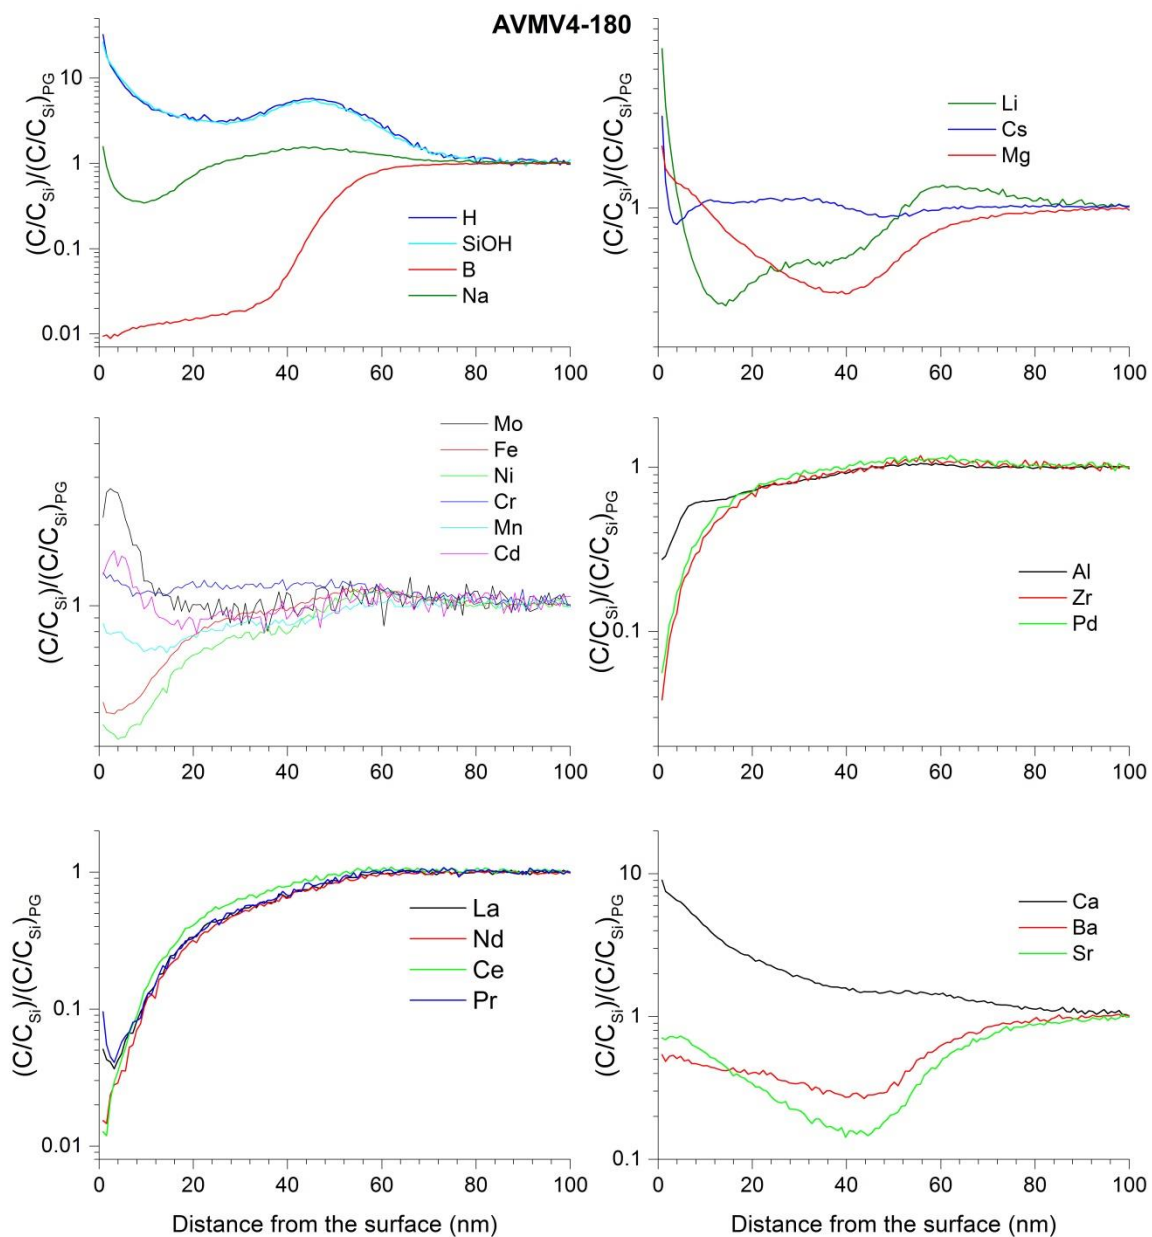 AVMV4-180
(C/C_Si)/(C/C_Si)_PG
10
1
0.1
0.01
H
SiOH
B
Na
0 20 40 60 80 100
(C/C_Si)/(C/C_Si)_PG
1
Li
Cs
Mg
0 20 40 60 80 100
(C/C_Si)/(C/C_Si)_PG
1
Mo
Fe
Ni
Cr
Mn
Cd
0 20 40 60 80 100
(C/C_Si)/(C/C_Si)_PG
1
0.1
Al
Zr
Pd
0 20 40 60 80 100
(C/C_Si)/(C/C_Si)_PG
1
0.1
0.01
La
Nd
Ce
Pr
0 20 40 60 80 100
Distance from the surface (nm)
(C/C_Si)/(C/C_Si)_PG
10
1
0.1
Ca
Ba
Sr
0 20 40 60 80 100
Distance from the surface (nm)